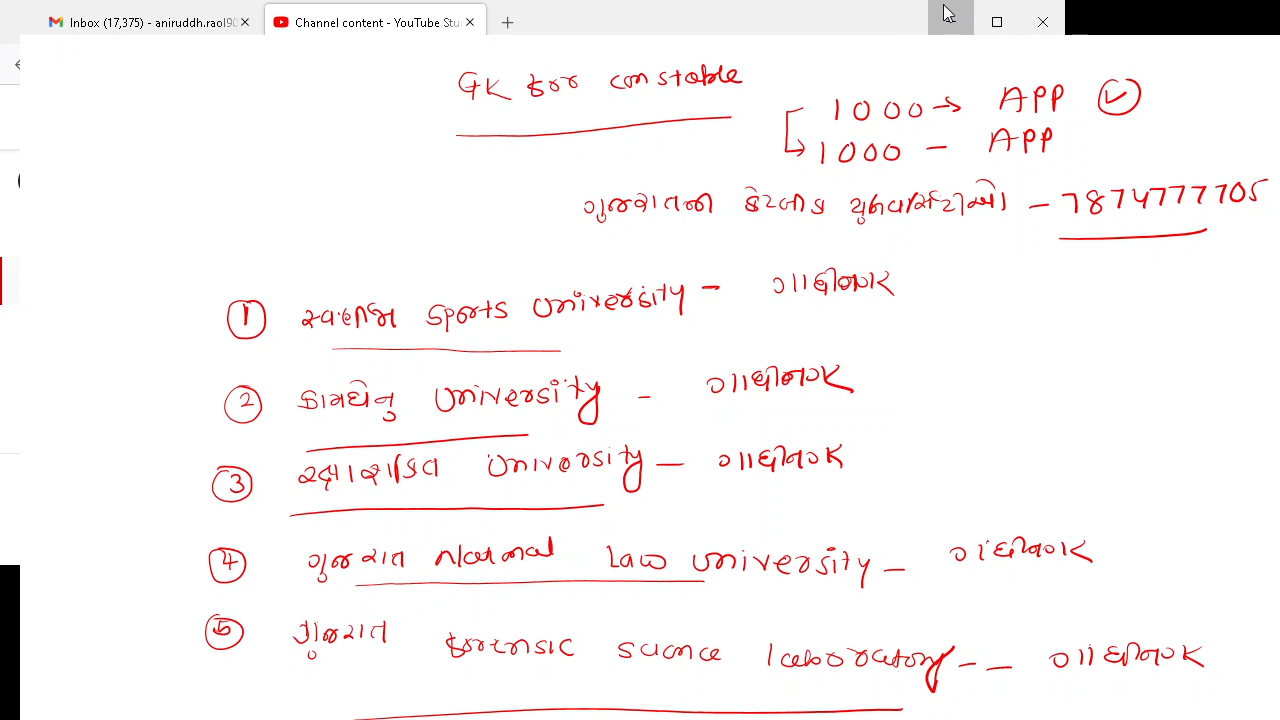 Inbox (17,375) - aniruddh.raol90
Channel content - YouTube Stu
GK for constable
1000 → APP
1000 - APP
ગુજરાતની કેટલીક યુનિવર્સિટીઓ - 7874777705
1 સ્વર્ણિમ Sports University - ગાંધીનગર
2 કામધેનુ University - ગાંધીનગર
3 રક્ષાશક્તિ University - ગાંધીનગર
4 ગુજરાત National Law University - ગાંધીનગર
5 ગુજરાત forensic science laboratory - - ગાંધીનગર